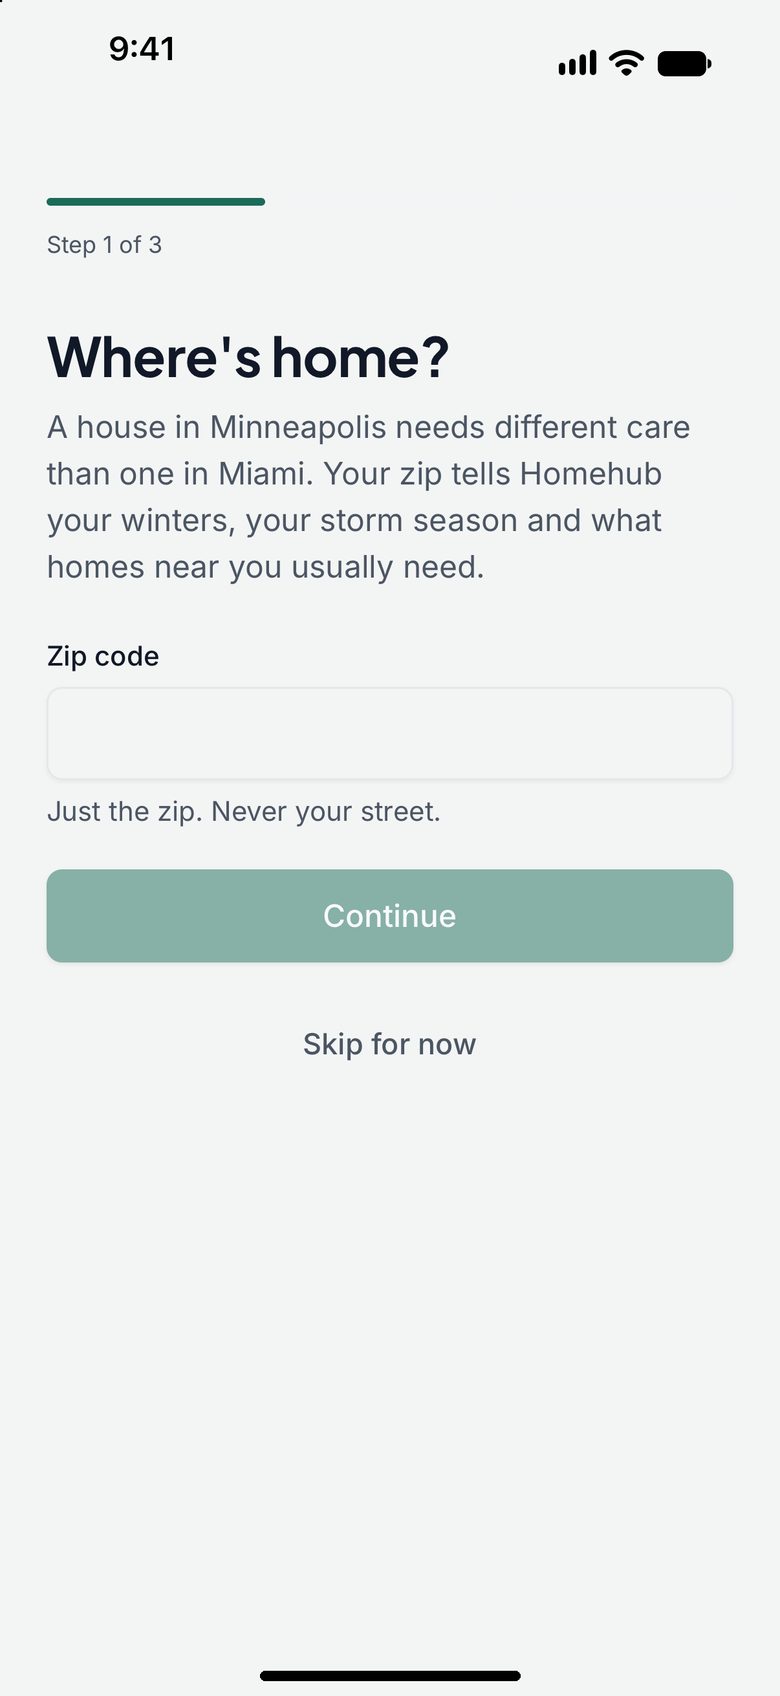 9:41
Step 1 of 3
Where's home?
A house in Minneapolis needs different care
than one in Miami. Your zip tells Homehub
your winters, your storm season and what
homes near you usually need.
Zip code
Just the zip. Never your street.
Continue
Skip for now